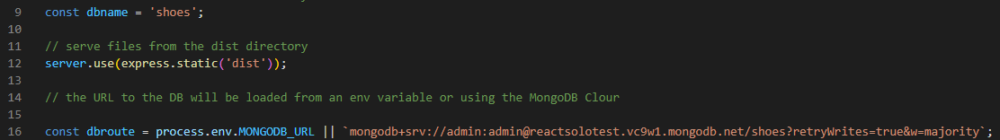 9 const dbname = 'shoes';
10
11 // serve files from the dist directory
12 server.use(express.static('dist'));
13
14 // the URL to the DB will be loaded from an env variable or using the MongoDB Clour
15
16 const dbroute = process.env.MONGODB_URL || `mongodb+srv://admin:admin@reactsolotest.vc9w1.mongodb.net/shoes?retryWrites=true&w=majority`;